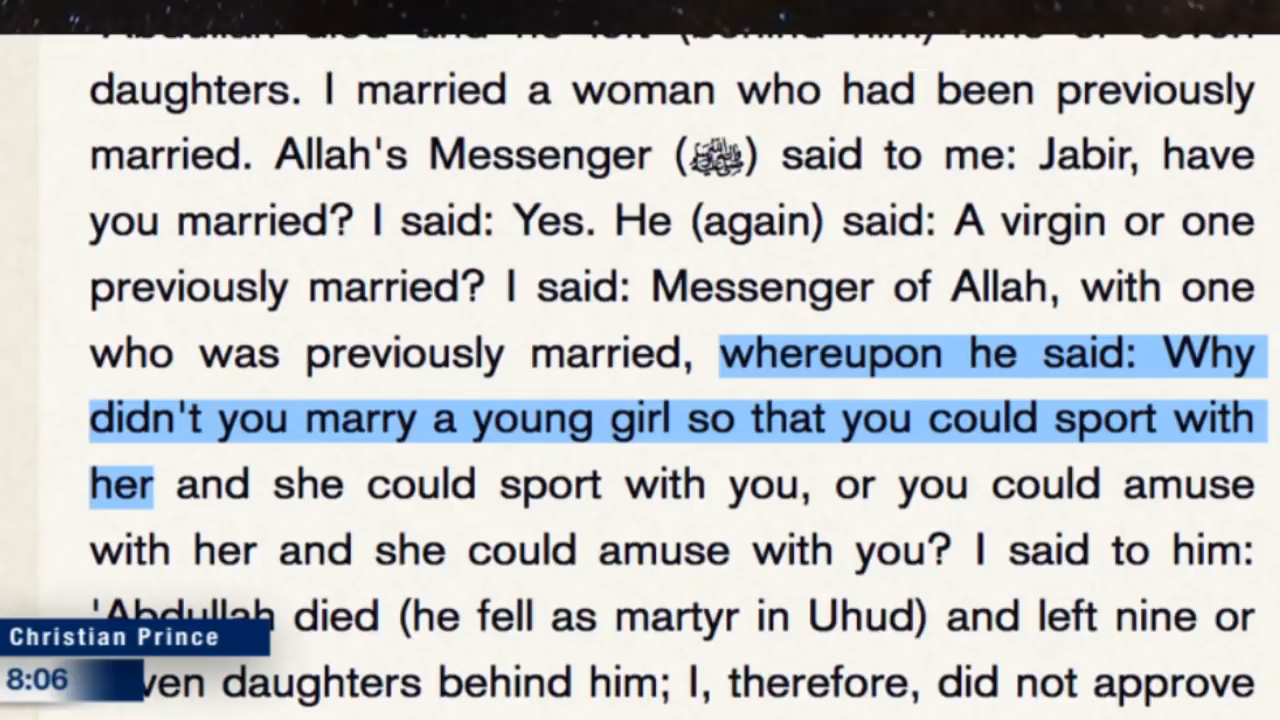 daughters. I married a woman who had been previously
married. Allah's Messenger (ﷺ) said to me: Jabir, have
you married? I said: Yes. He (again) said: A virgin or one
previously married? I said: Messenger of Allah, with one
who was previously married, whereupon he said: Why
didn't you marry a young girl so that you could sport with
her and she could sport with you, or you could amuse
with her and she could amuse with you? I said to him:
'Abdullah died (he fell as martyr in Uhud) and left nine or
Christian Prince
8:06
ven daughters behind him; I, therefore, did not approve